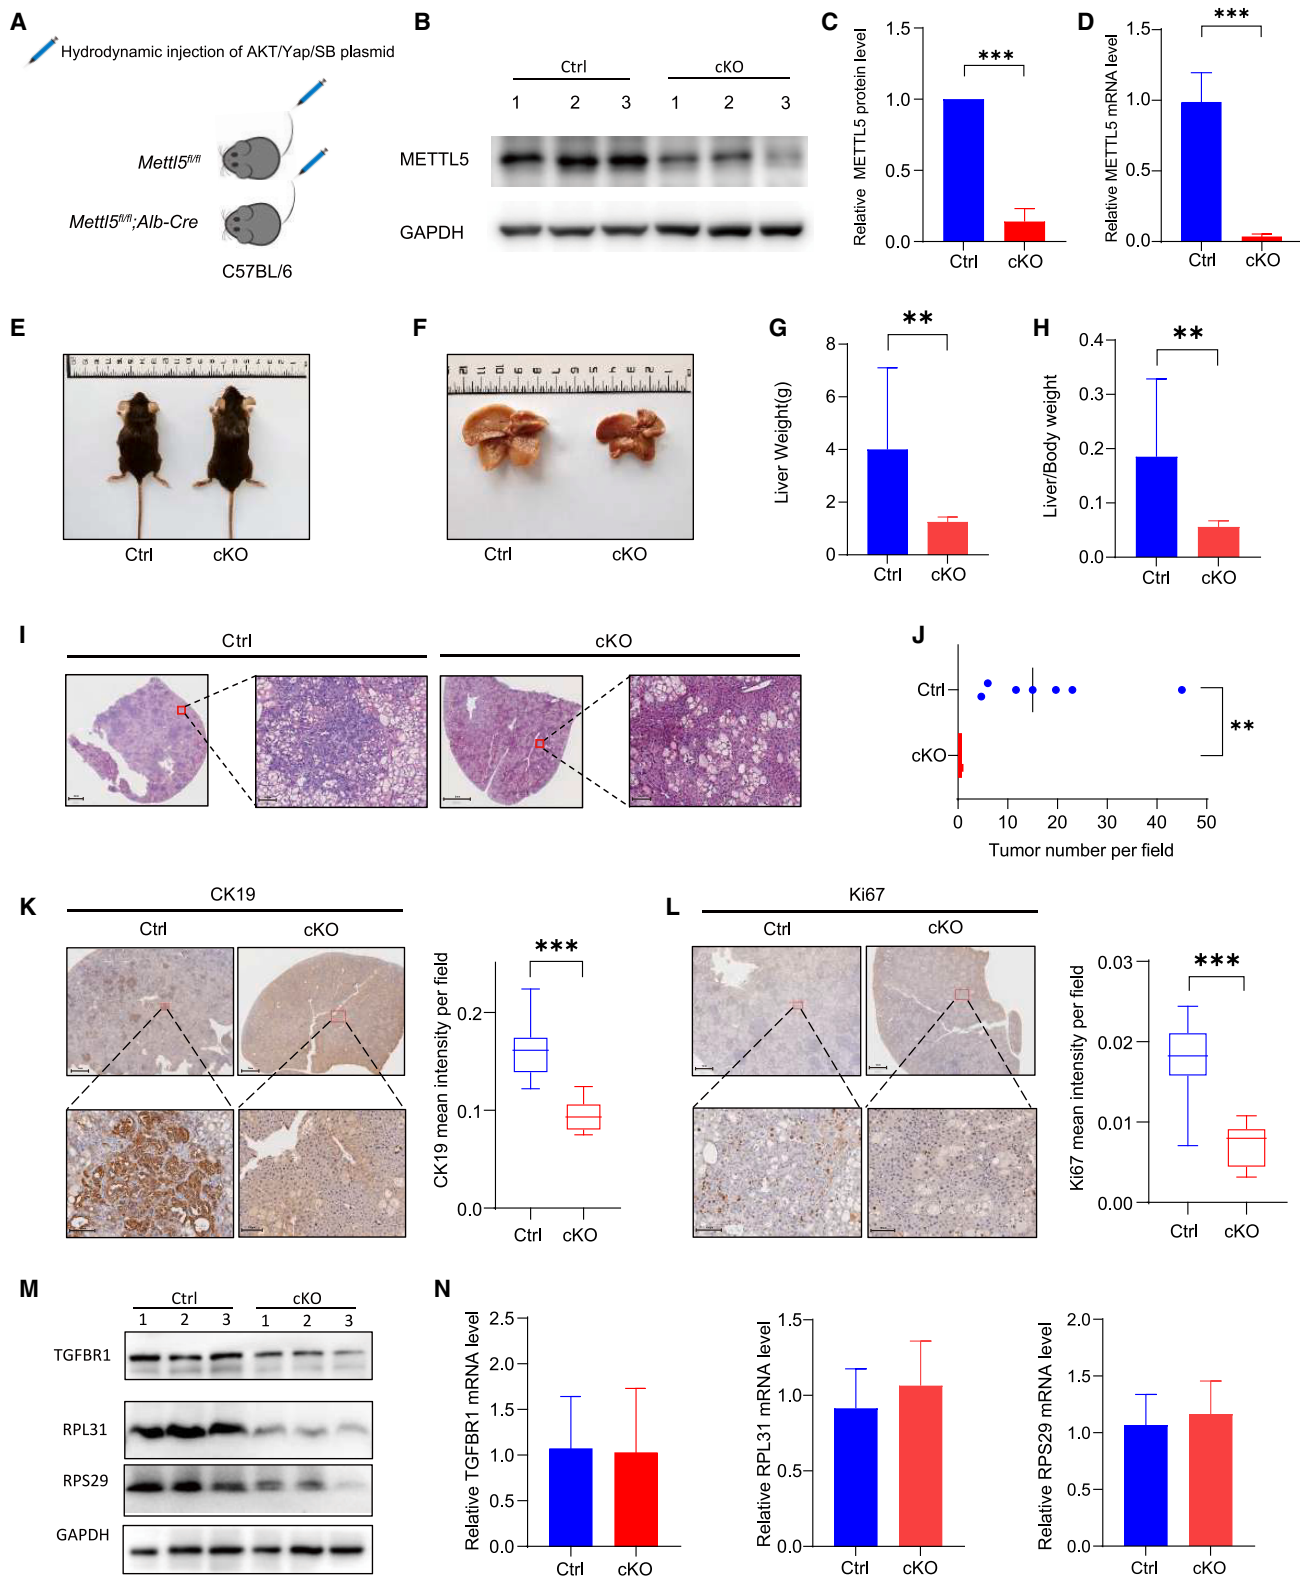 A
Hydrodynamic injection of AKT/Yap/SB plasmid
Mettl5fl/fl
Mettl5fl/fl;Alb-Cre
C57BL/6
B
Ctrl
cKO
1 2 3 1 2 3
METTL5
GAPDH
C
Relative METTL5 protein level
1.5
1.0
0.5
0.0
***
Ctrl
cKO
D
Relative METTL5 mRNA level
1.5
1.0
0.5
0.0
***
Ctrl
cKO
E
Ctrl
cKO
F
Ctrl
cKO
G
Liver Weight(g)
8
6
4
2
0
**
Ctrl
cKO
H
Liver/Body weight
0.4
0.3
0.2
0.1
0.0
**
Ctrl
cKO
I
Ctrl
cKO
J
Ctrl
cKO
**
0 10 20 30 40 50
Tumor number per field
K
CK19
Ctrl
cKO
CK19 mean intensity per field
0.2
0.1
0.0
***
Ctrl
cKO
L
Ki67
Ctrl
cKO
Ki67 mean intensity per field
0.03
0.02
0.01
0.00
***
Ctrl
cKO
M
Ctrl
cKO
1 2 3 1 2 3
TGFBR1
RPL31
RPS29
GAPDH
N
Relative TGFBR1 mRNA level
2.5
2.0
1.5
1.0
0.5
0.0
Ctrl
cKO
Relative RPL31 mRNA level
1.5
1.0
0.5
0.0
Ctrl
cKO
Relative RPS29 mRNA level
2.0
1.5
1.0
0.5
0.0
Ctrl
cKO